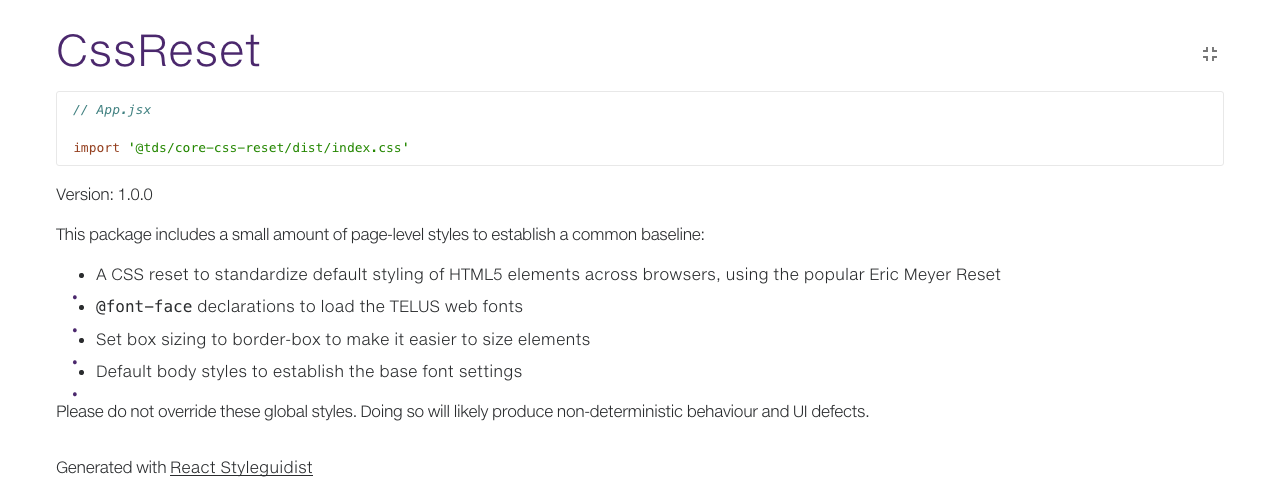 CssReset
// App.jsx
import '@tds/core-css-reset/dist/index.css'
Version: 1.0.0
This package includes a small amount of page-level styles to establish a common baseline:
• A CSS reset to standardize default styling of HTML5 elements across browsers, using the popular Eric Meyer Reset
• @font-face declarations to load the TELUS web fonts
• Set box sizing to border-box to make it easier to size elements
• Default body styles to establish the base font settings
Please do not override these global styles. Doing so will likely produce non-deterministic behaviour and UI defects.
Generated with React Styleguidist